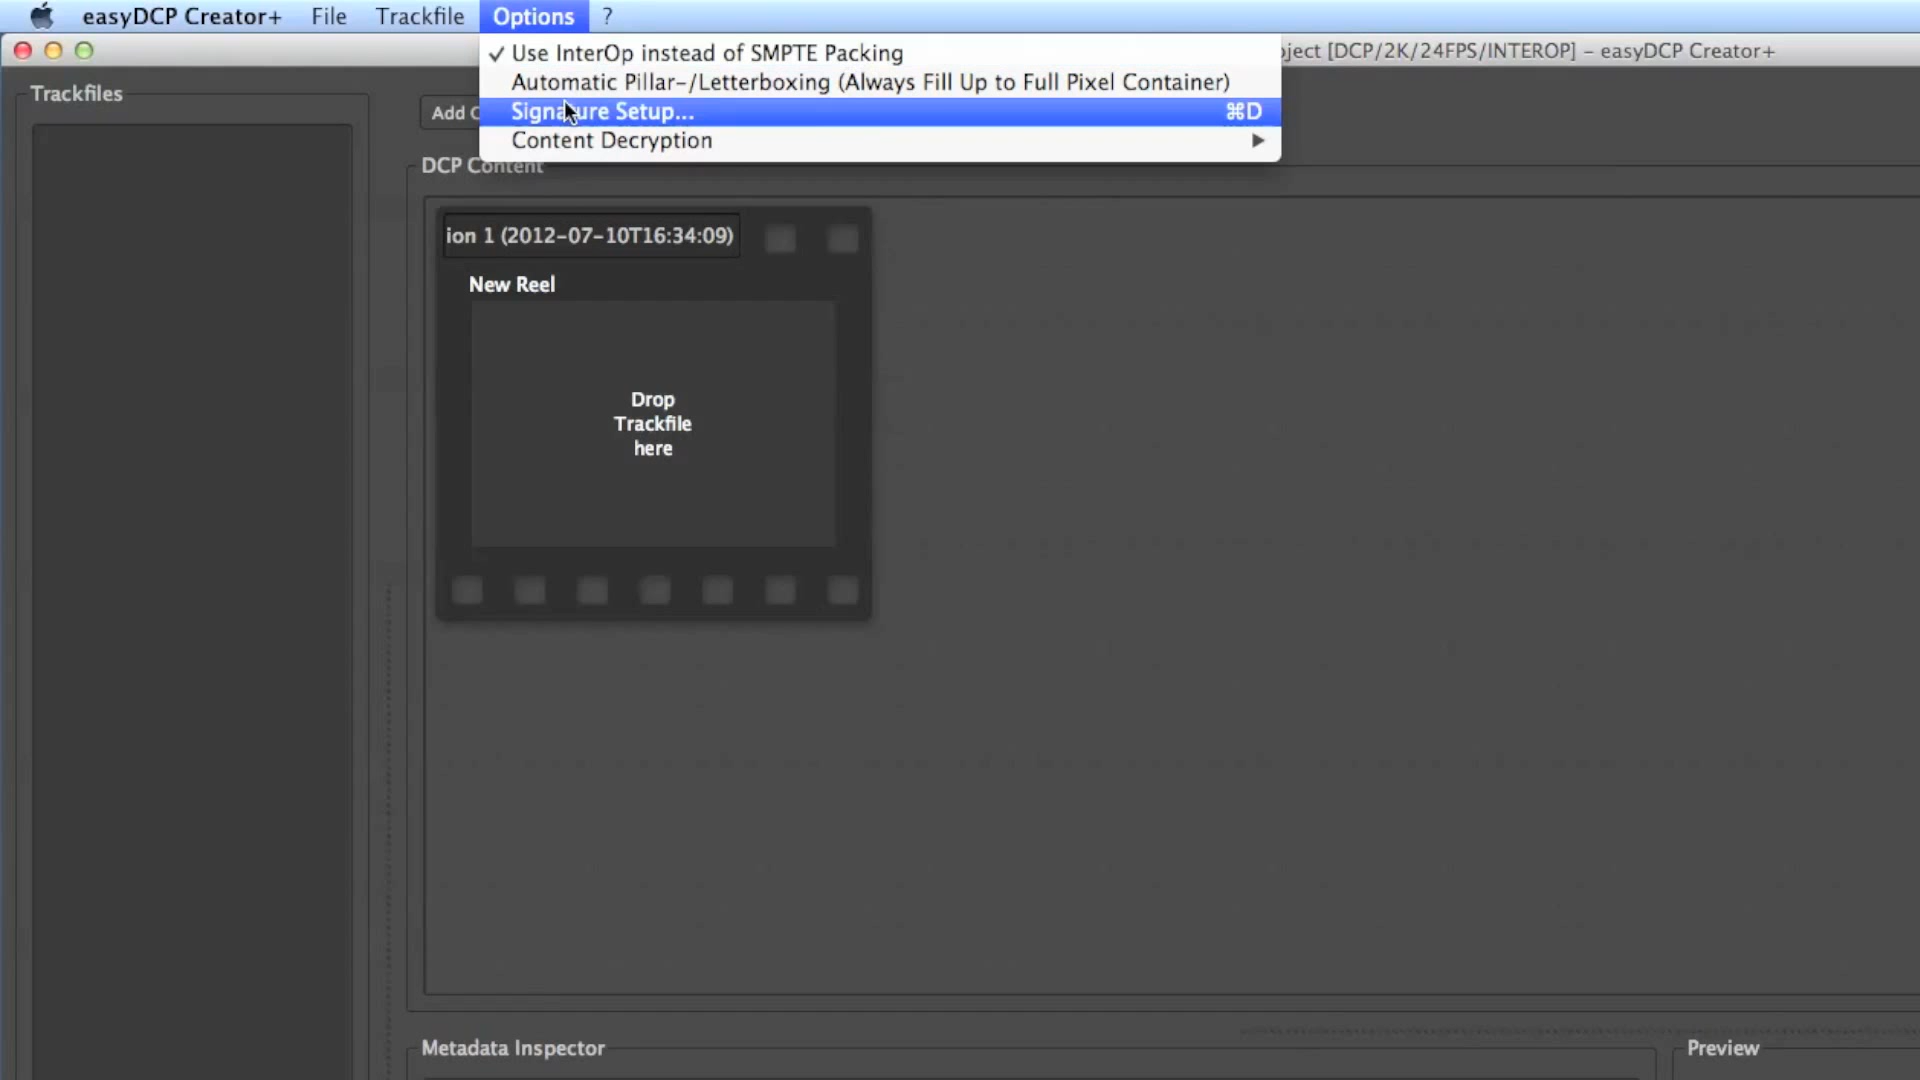 easyDCP Creator+ File Trackfile Options ?
ject [DCP/2K/24FPS/INTEROP] – easyDCP Creator+
✓ Use InterOp instead of SMPTE Packing
Automatic Pillar-/Letterboxing (Always Fill Up to Full Pixel Container)
Signature Setup... ⌘D
Content Decryption ▶
Trackfiles
Add
DCP Content
ion 1 (2012-07-10T16:34:09)
New Reel
Drop
Trackfile
here
Metadata Inspector
Preview